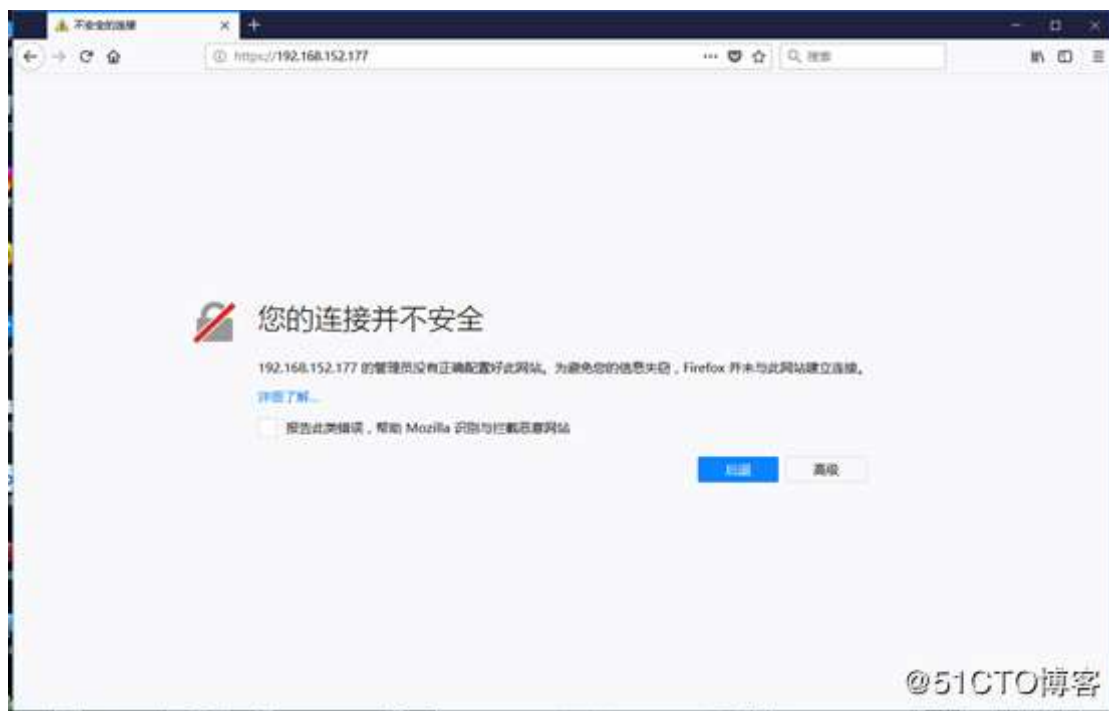 不安全的连接
https://192.168.152.177
搜索
您的连接并不安全
192.168.152.177 的管理员没有正确配置好此网站。为避免您的信息失窃，Firefox 并未与此网站建立连接。
详细了解...
报告此类错误，帮助 Mozilla 识别与拦截恶意网站
后退
高级
@51CTO博客